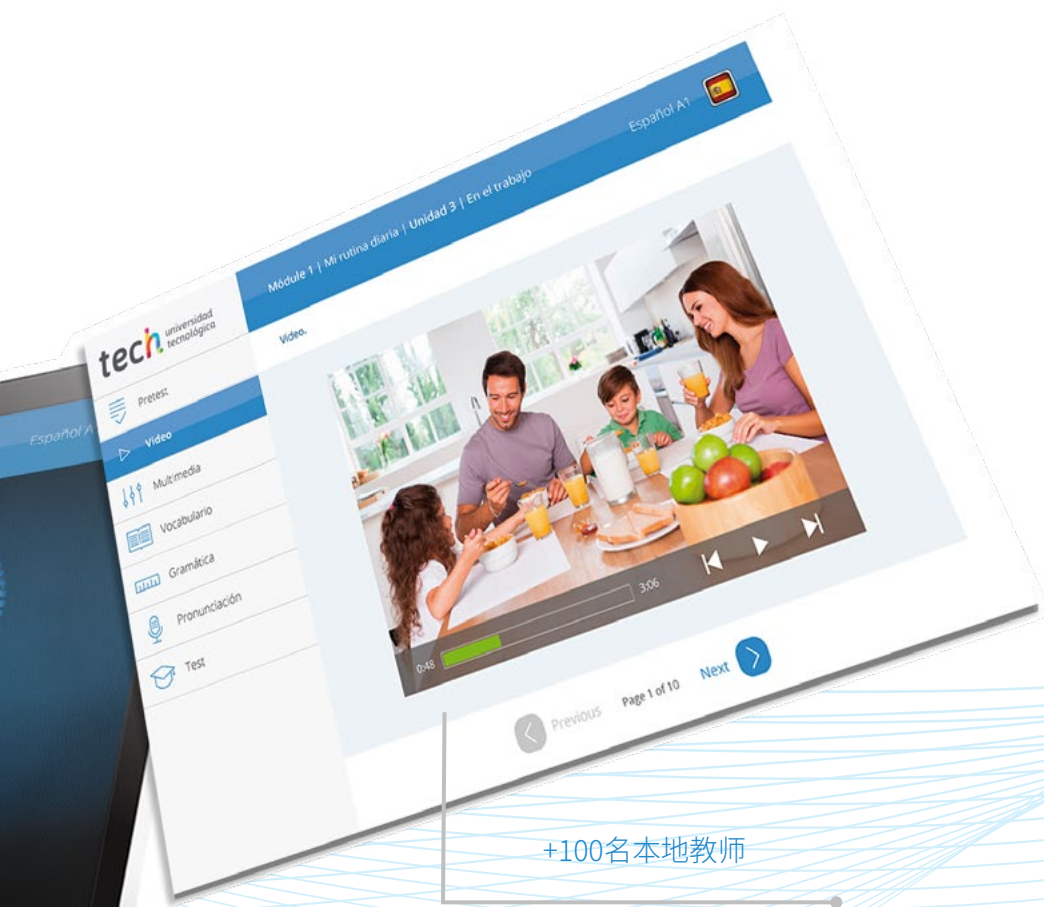 Español A1
Módule 1 | Mi rutina diaria | Unidad 3 | En el trabajo
tech universidad
tecnológica
Video.
Pretest
Video
Multimedia
Vocabulario
Gramática
Pronunciación
Test
Español A
0:48
3:06
Previous
Page 1 of 10
Next
+100名本地教师